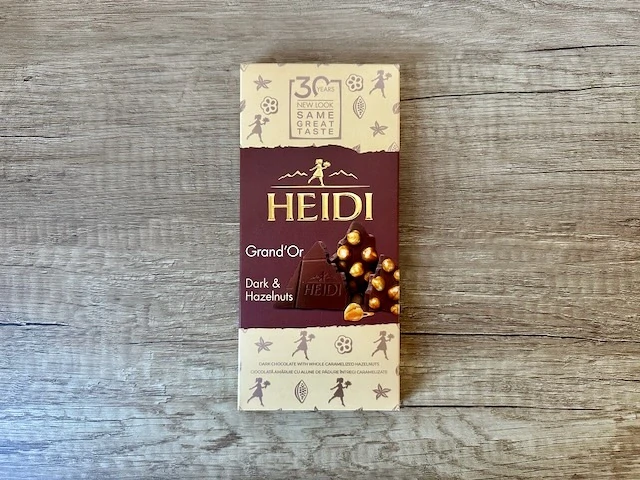 30 YEARS
NEW LOOK
SAME
GREAT
TASTE
HEIDI
Grand'Or
Dark &
Hazelnuts
HEIDI
DARK CHOCOLATE WITH WHOLE CARAMELIZED HAZELNUTS
CIOCOLATĂ AMĂRUIE CU ALUNE DE PĂDURE ÎNTREGI CARAMELIZATE